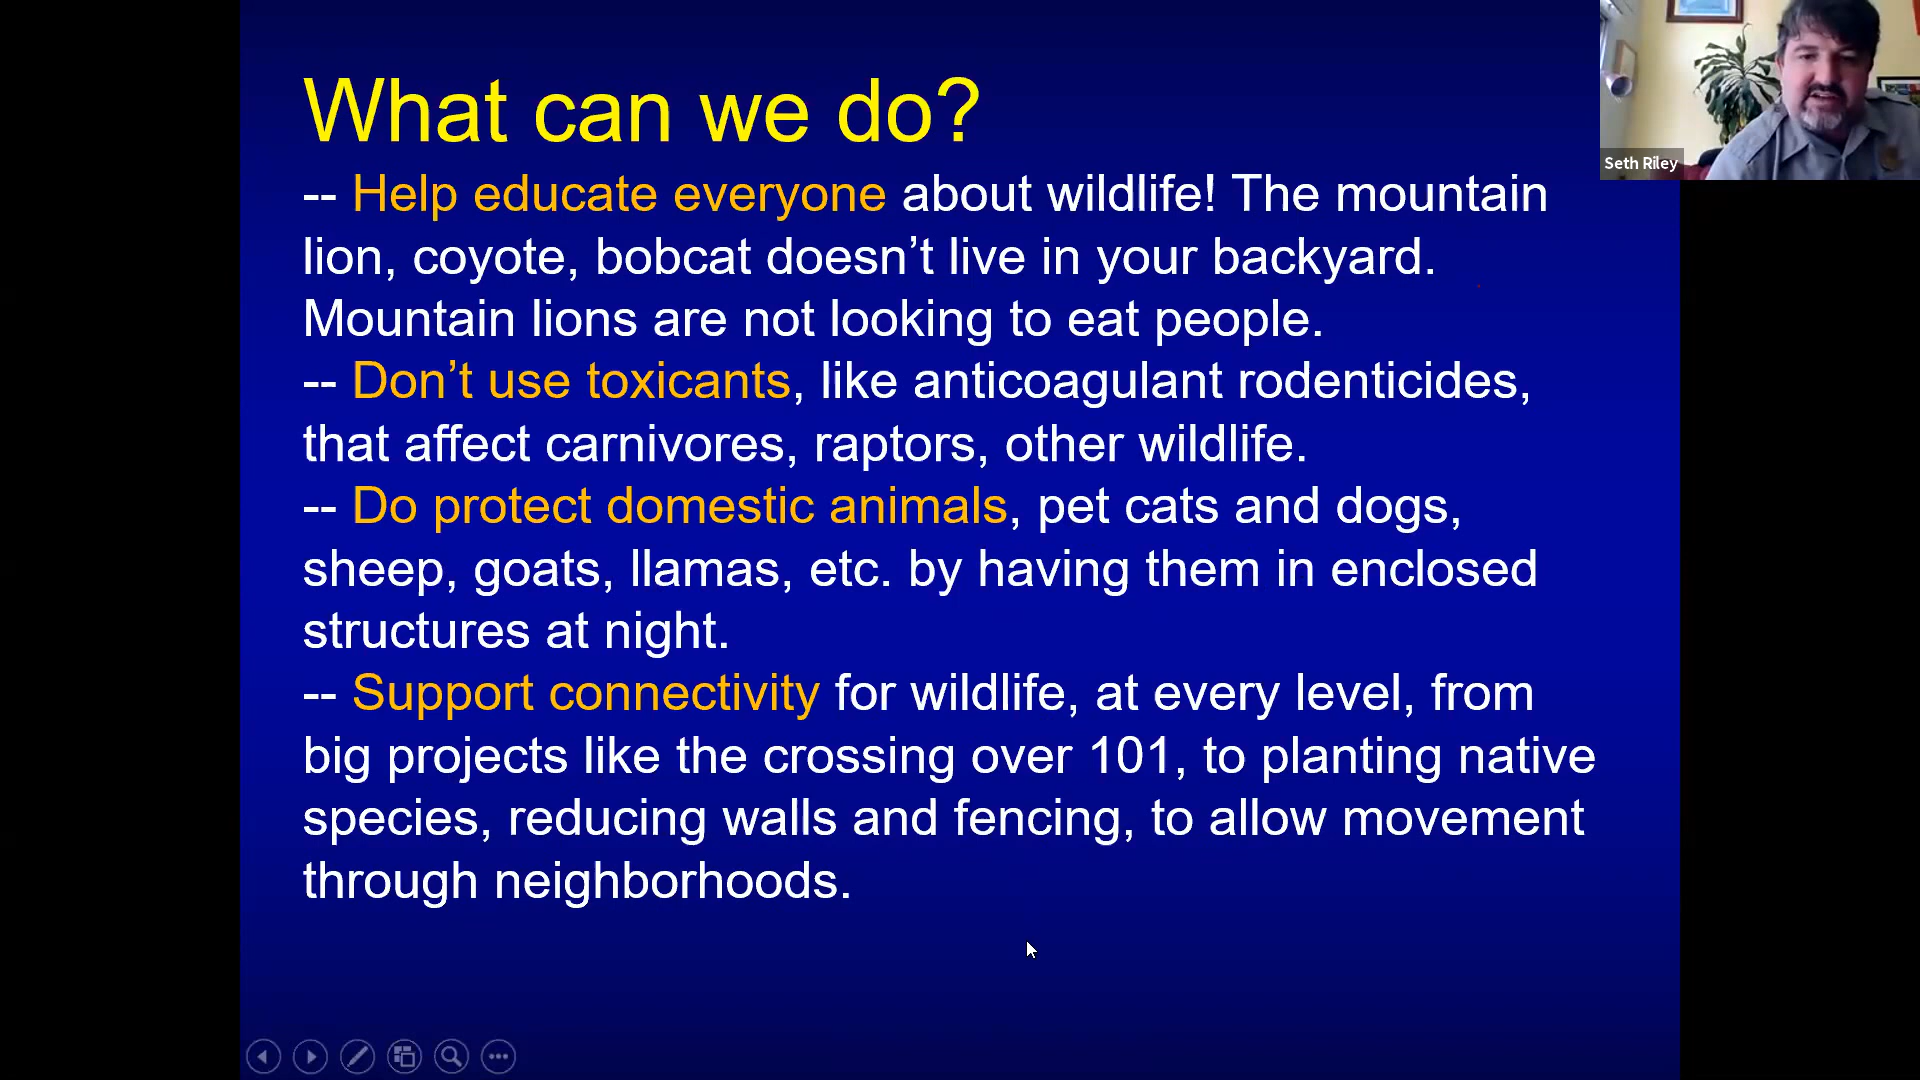 What can we do?
Seth Riley
-- Help educate everyone about wildlife! The mountain
lion, coyote, bobcat doesn’t live in your backyard.
Mountain lions are not looking to eat people.
-- Don’t use toxicants, like anticoagulant rodenticides,
that affect carnivores, raptors, other wildlife.
-- Do protect domestic animals, pet cats and dogs,
sheep, goats, llamas, etc. by having them in enclosed
structures at night.
-- Support connectivity for wildlife, at every level, from
big projects like the crossing over 101, to planting native
species, reducing walls and fencing, to allow movement
through neighborhoods.